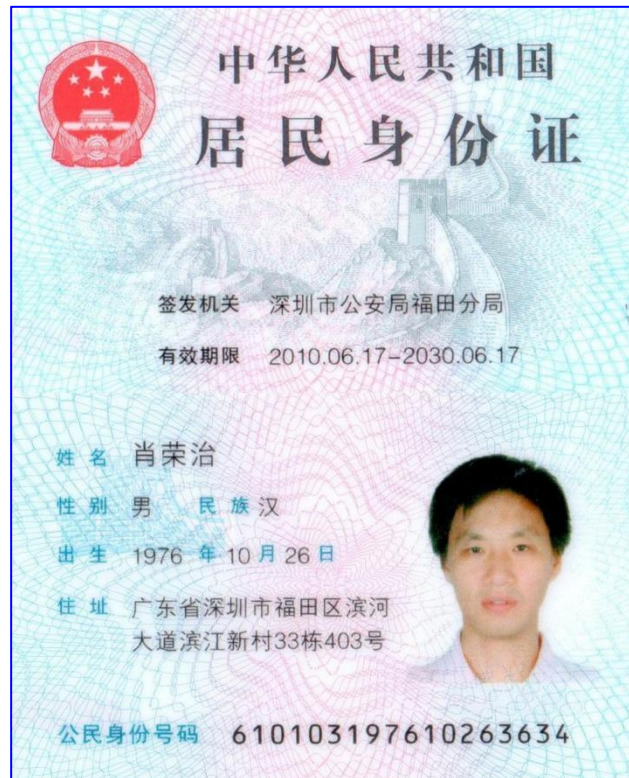 中华人民共和国
居民身份证
签发机关 深圳市公安局福田分局
有效期限 2010.06.17-2030.06.17
姓名 肖荣治
性别 男 民族 汉
出生 1976 年 10 月 26 日
住址 广东省深圳市福田区滨河
大道滨江新村33栋403号
公民身份号码 610103197610263634